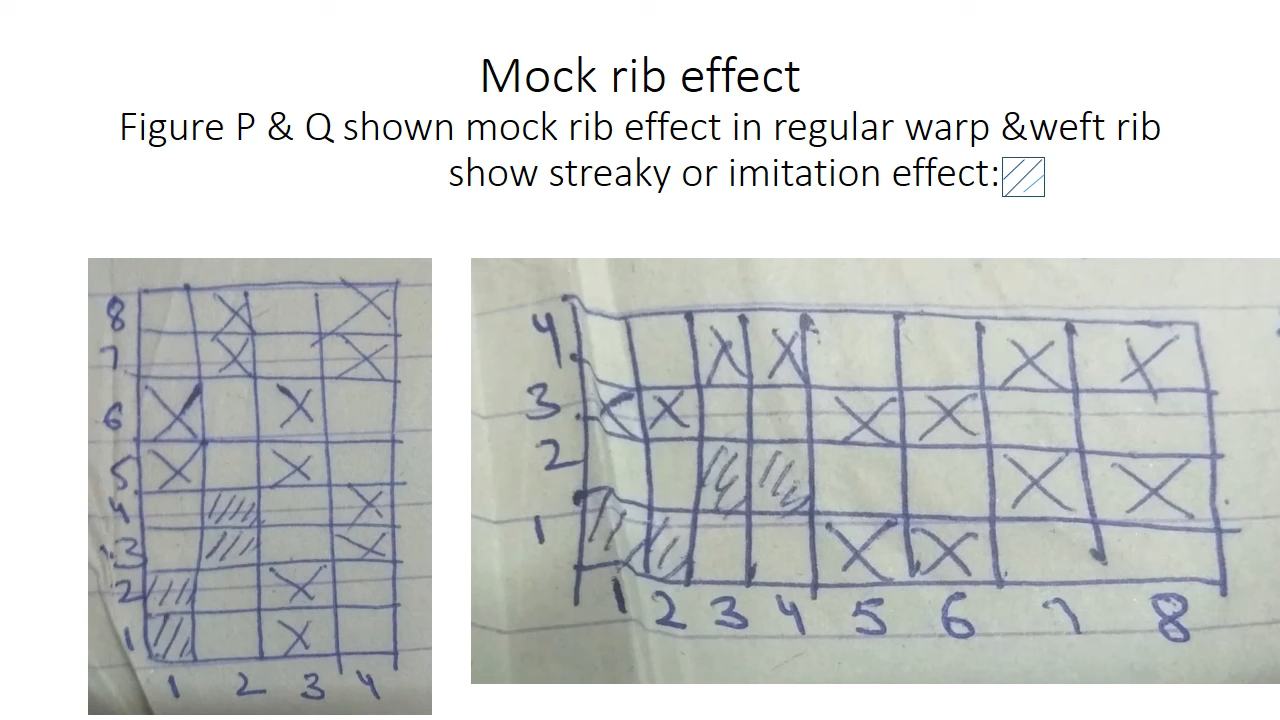 Mock rib effect
Figure P & Q shown mock rib effect in regular warp &weft rib
show streaky or imitation effect:
8
7
6
5
4
3
2
1
1 2 3 4
4
3
2
1
1 2 3 4 5 6 7 8